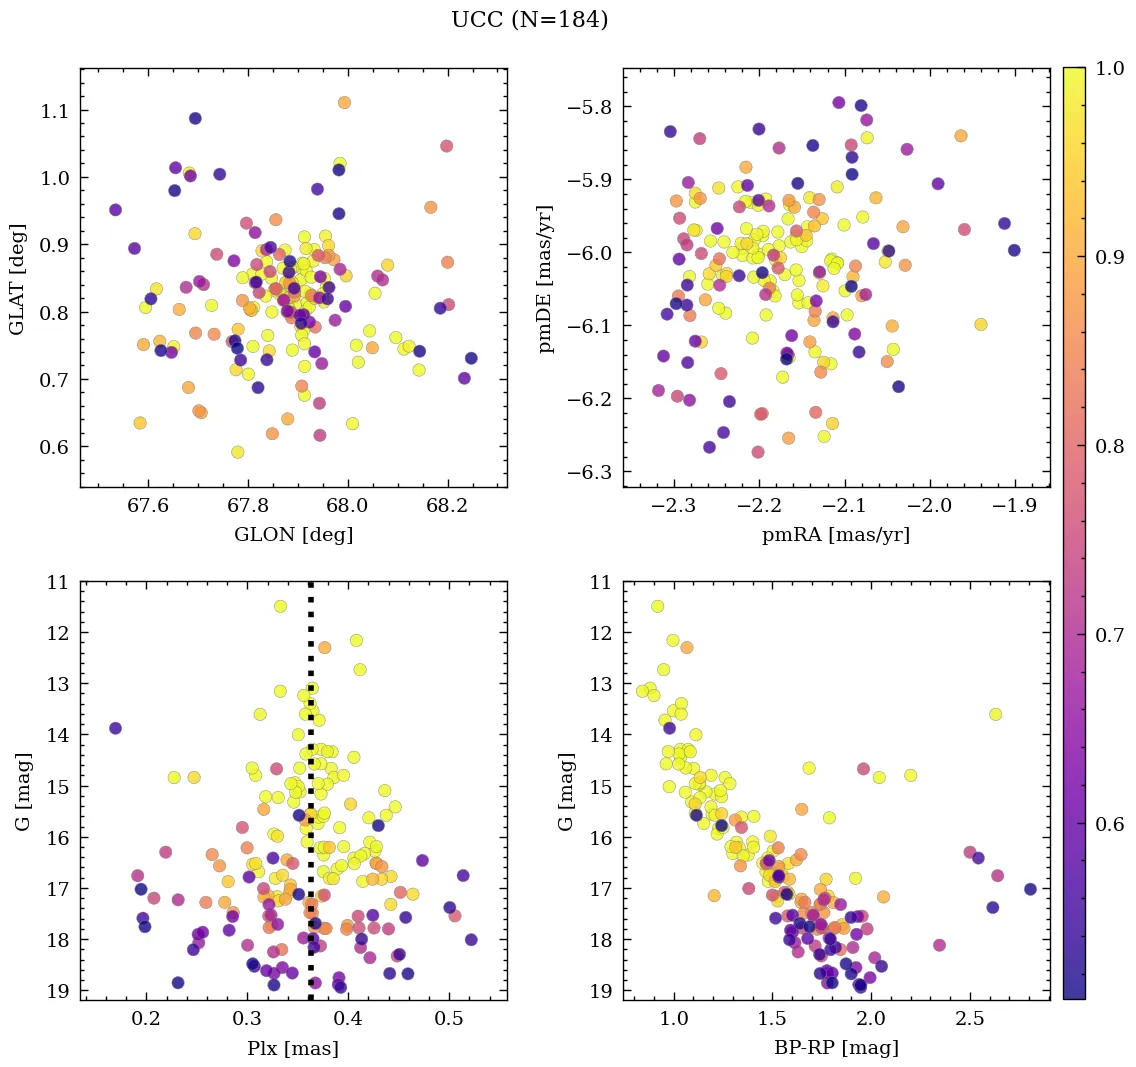 UCC (N=184)
GLAT [deg]
1.1
1.0
0.9
0.8
0.7
0.6
67.6 67.8 68.0 68.2
GLON [deg]
pmDE [mas/yr]
−5.8
−5.9
−6.0
−6.1
−6.2
−6.3
−2.3 −2.2 −2.1 −2.0 −1.9
pmRA [mas/yr]
1.0
0.9
0.8
0.7
0.6
G [mag]
11
12
13
14
15
16
17
18
19
0.2 0.3 0.4 0.5
Plx [mas]
G [mag]
11
12
13
14
15
16
17
18
19
1.0 1.5 2.0 2.5
BP-RP [mag]